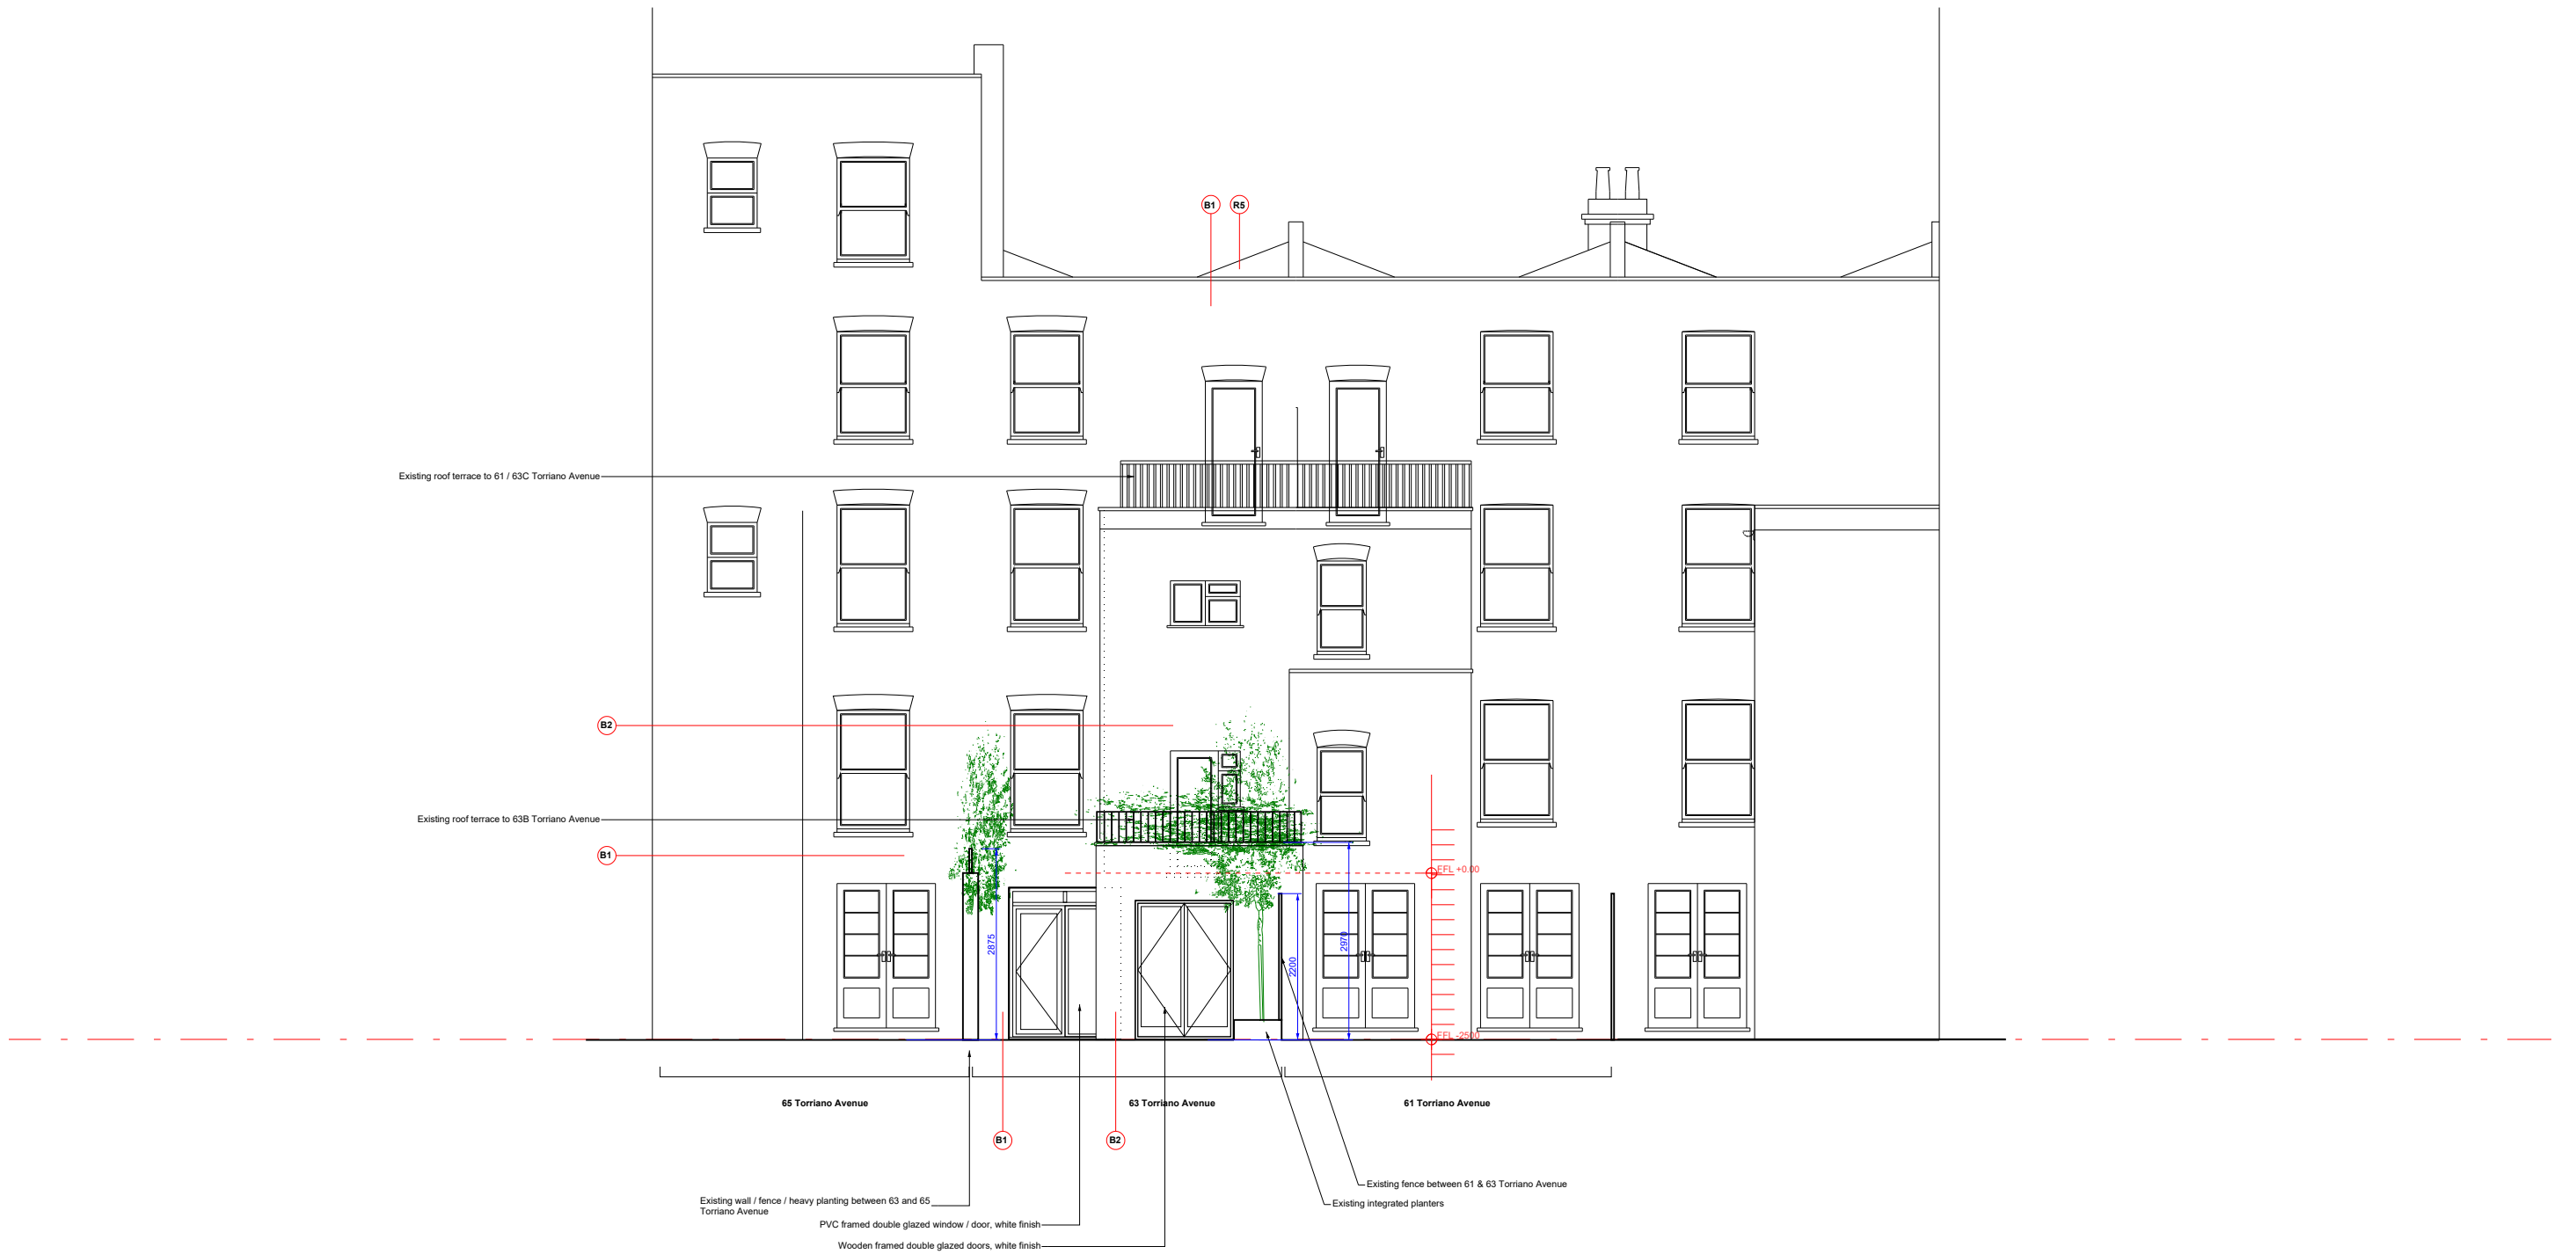 B1
R5
Existing roof terrace to 61 / 63C Torriano Avenue
B2
Existing roof terrace to 63B Torriano Avenue
B1
FFL +0.00
2875
2970
2200
FFL -2500
65 Torriano Avenue
63 Torriano Avenue
61 Torriano Avenue
B1
B2
Existing fence between 61 & 63 Torriano Avenue
Existing wall / fence / heavy planting between 63 and 65
Torriano Avenue
Existing integrated planters
PVC framed double glazed window / door, white finish
Wooden framed double glazed doors, white finish